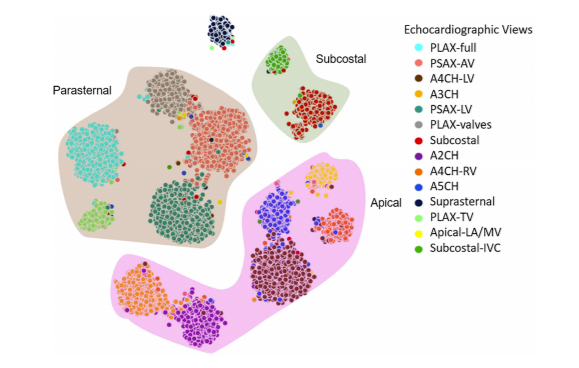 Echocardiographic Views
PLAX-full
PSAX-AV
A4CH-LV
A3CH
PSAX-LV
PLAX-valves
Subcostal
A2CH
A4CH-RV
A5CH
Suprasternal
PLAX-TV
Apical-LA/MV
Subcostal-IVC
Subcostal
Parasternal
Apical